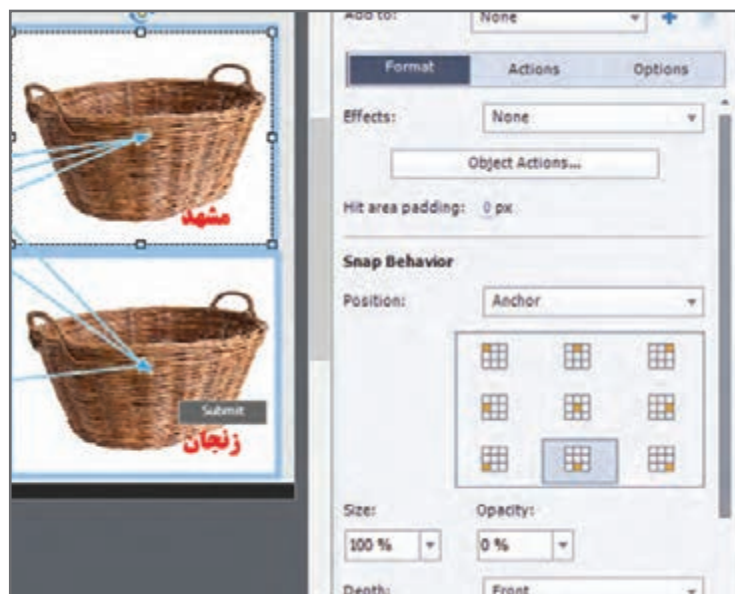 مشهد
Submit
زنجان
Add to: None
Format Actions Options
Effects: None
Object Actions...
Hit area padding: 0 px
Snap Behavior
Position: Anchor
Size: Opacity:
100 % 0 %
Depth: Front